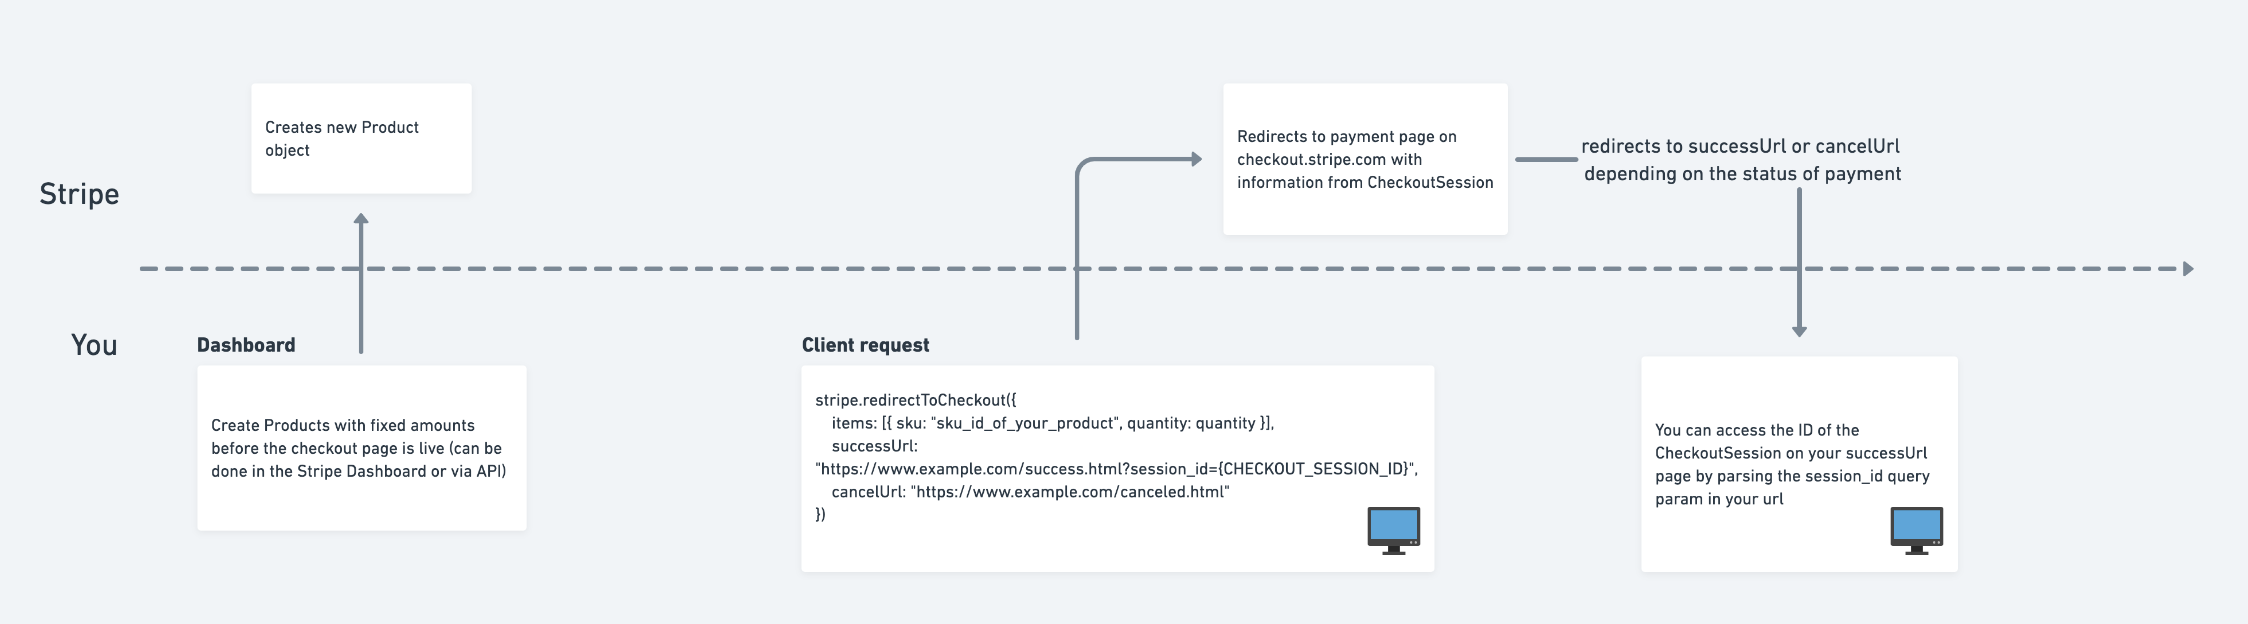 Creates new Product
object
Redirects to payment page on
checkout.stripe.com with
information from CheckoutSession
redirects to successUrl or cancelUrl
depending on the status of payment
Stripe
You
Dashboard
Create Products with fixed amounts
before the checkout page is live (can be
done in the Stripe Dashboard or via API)
Client request
stripe.redirectToCheckout({
items: [{ sku: "sku_id_of_your_product", quantity: quantity }],
successUrl:
"https://www.example.com/success.html?session_id={CHECKOUT_SESSION_ID}",
cancelUrl: "https://www.example.com/canceled.html"
})
You can access the ID of the
CheckoutSession on your successUrl
page by parsing the session_id query
param in your url